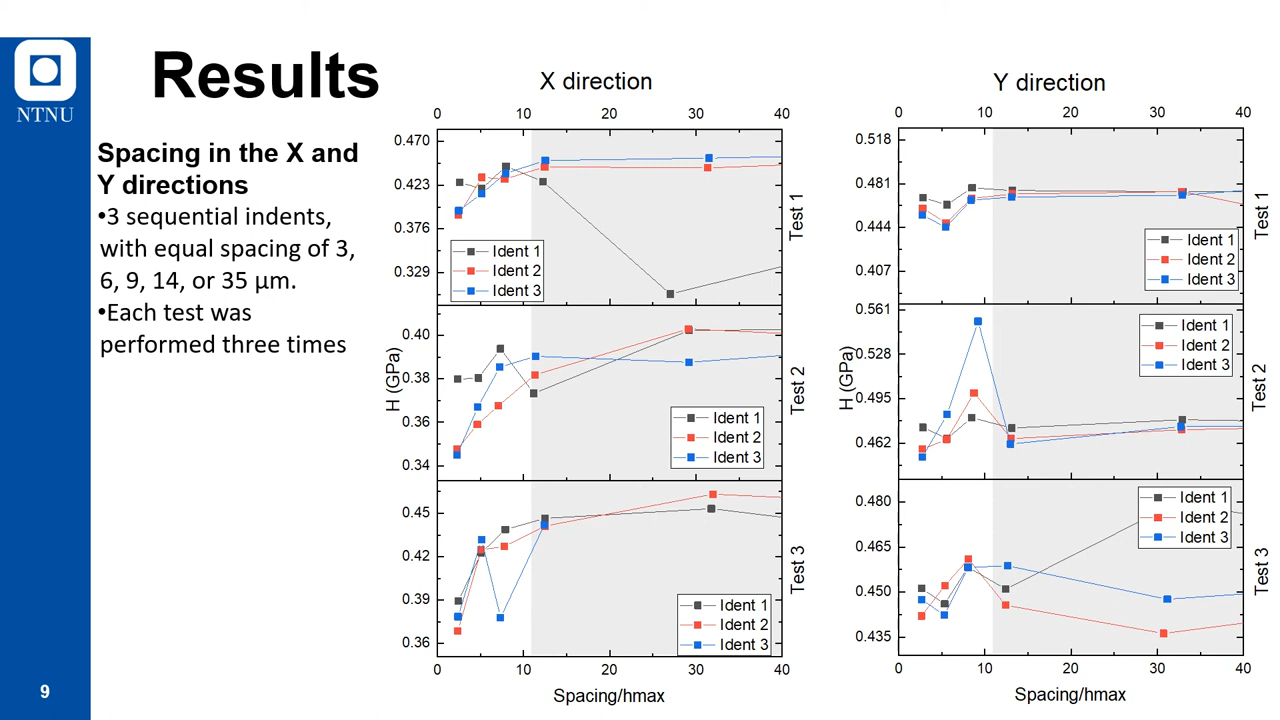 Results
NTNU
Spacing in the X and
Y directions
•3 sequential indents,
with equal spacing of 3,
6, 9, 14, or 35 µm.
•Each test was
performed three times
9
X direction
0 10 20 30 40
0.470
0.423
0.376
0.329
Ident 1
Ident 2
Ident 3
Test 1
0.40
0.38
0.36
0.34
H (GPa)
Ident 1
Ident 2
Ident 3
Test 2
0.45
0.42
0.39
0.36
Ident 1
Ident 2
Ident 3
Test 3
0 10 20 30 40
Spacing/hmax
Y direction
0 10 20 30 40
0.518
0.481
0.444
0.407
Ident 1
Ident 2
Ident 3
Test 1
0.561
0.528
0.495
0.462
H (GPa)
Ident 1
Ident 2
Ident 3
Test 2
0.480
0.465
0.450
0.435
Ident 1
Ident 2
Ident 3
Test 3
0 10 20 30 40
Spacing/hmax